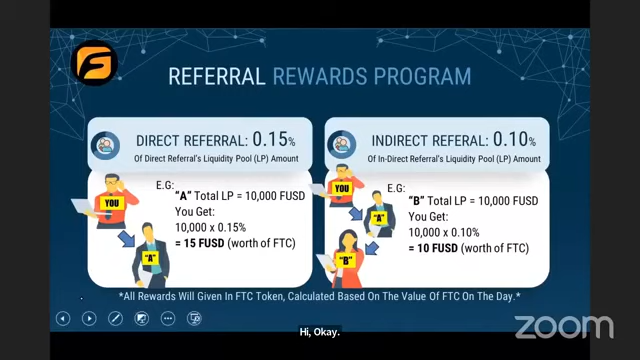 REFERRAL REWARDS PROGRAM
DIRECT REFERRAL: 0.15%
Of Direct Referral's Liquidity Pool (LP) Amount
E.G:
"A" Total LP = 10,000 FUSD
You Get:
10,000 x 0.15%
= 15 FUSD (worth of FTC)
YOU
"A"
INDIRECT REFERAL: 0.10%
Of In-Direct Referral's Liquidity Pool (LP) Amount
E.G:
"B" Total LP = 10,000 FUSD
You Get:
10,000 x 0.10%
= 10 FUSD (worth of FTC)
YOU
"A"
"B"
*All Rewards Will Given In FTC Token, Calculated Based On The Value Of FTC On The Day.*
zoom
Hi, Okay.